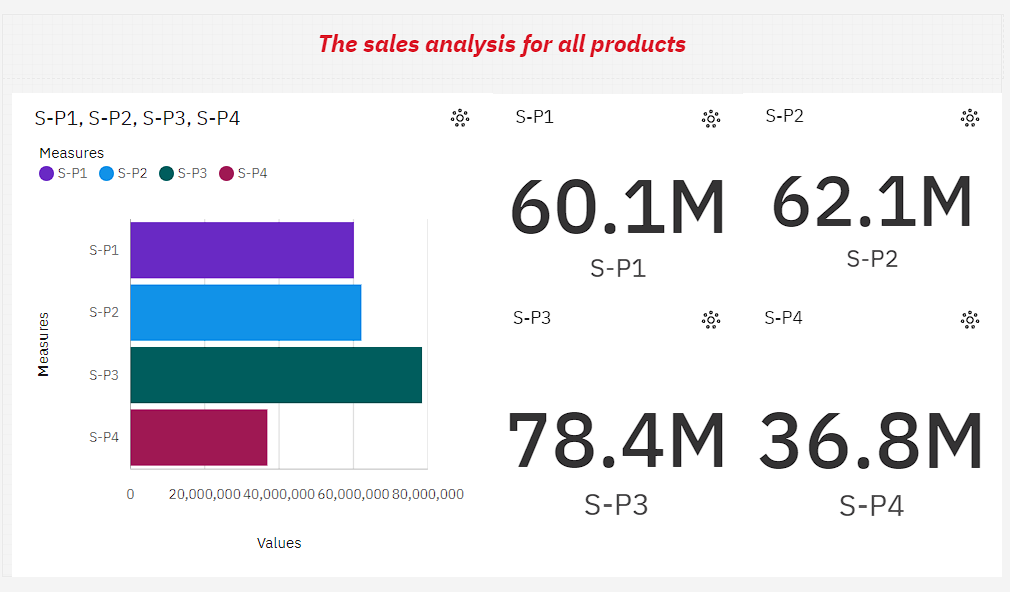 The sales analysis for all products
S-P1, S-P2, S-P3, S-P4
Measures
S-P1 S-P2 S-P3 S-P4
S-P1
S-P2
S-P3
S-P4
Measures
0 20,000,000 40,000,000 60,000,000 80,000,000
Values
S-P1
60.1M
S-P1
S-P2
62.1M
S-P2
S-P3
78.4M
S-P3
S-P4
36.8M
S-P4